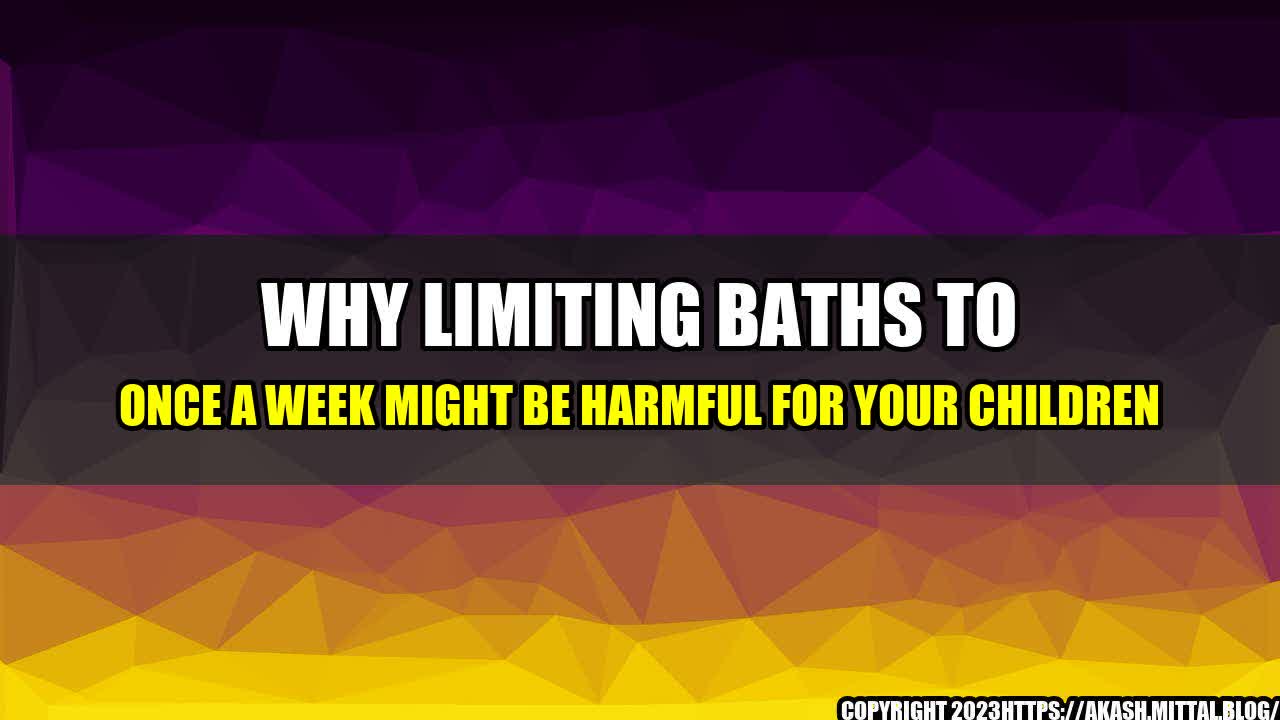 WHY LIMITING BATHS TO
ONCE A WEEK MIGHT BE HARMFUL FOR YOUR CHILDREN
COPYRIGHT 2023HTTPS://AKASH.MITTAL.BLOG/